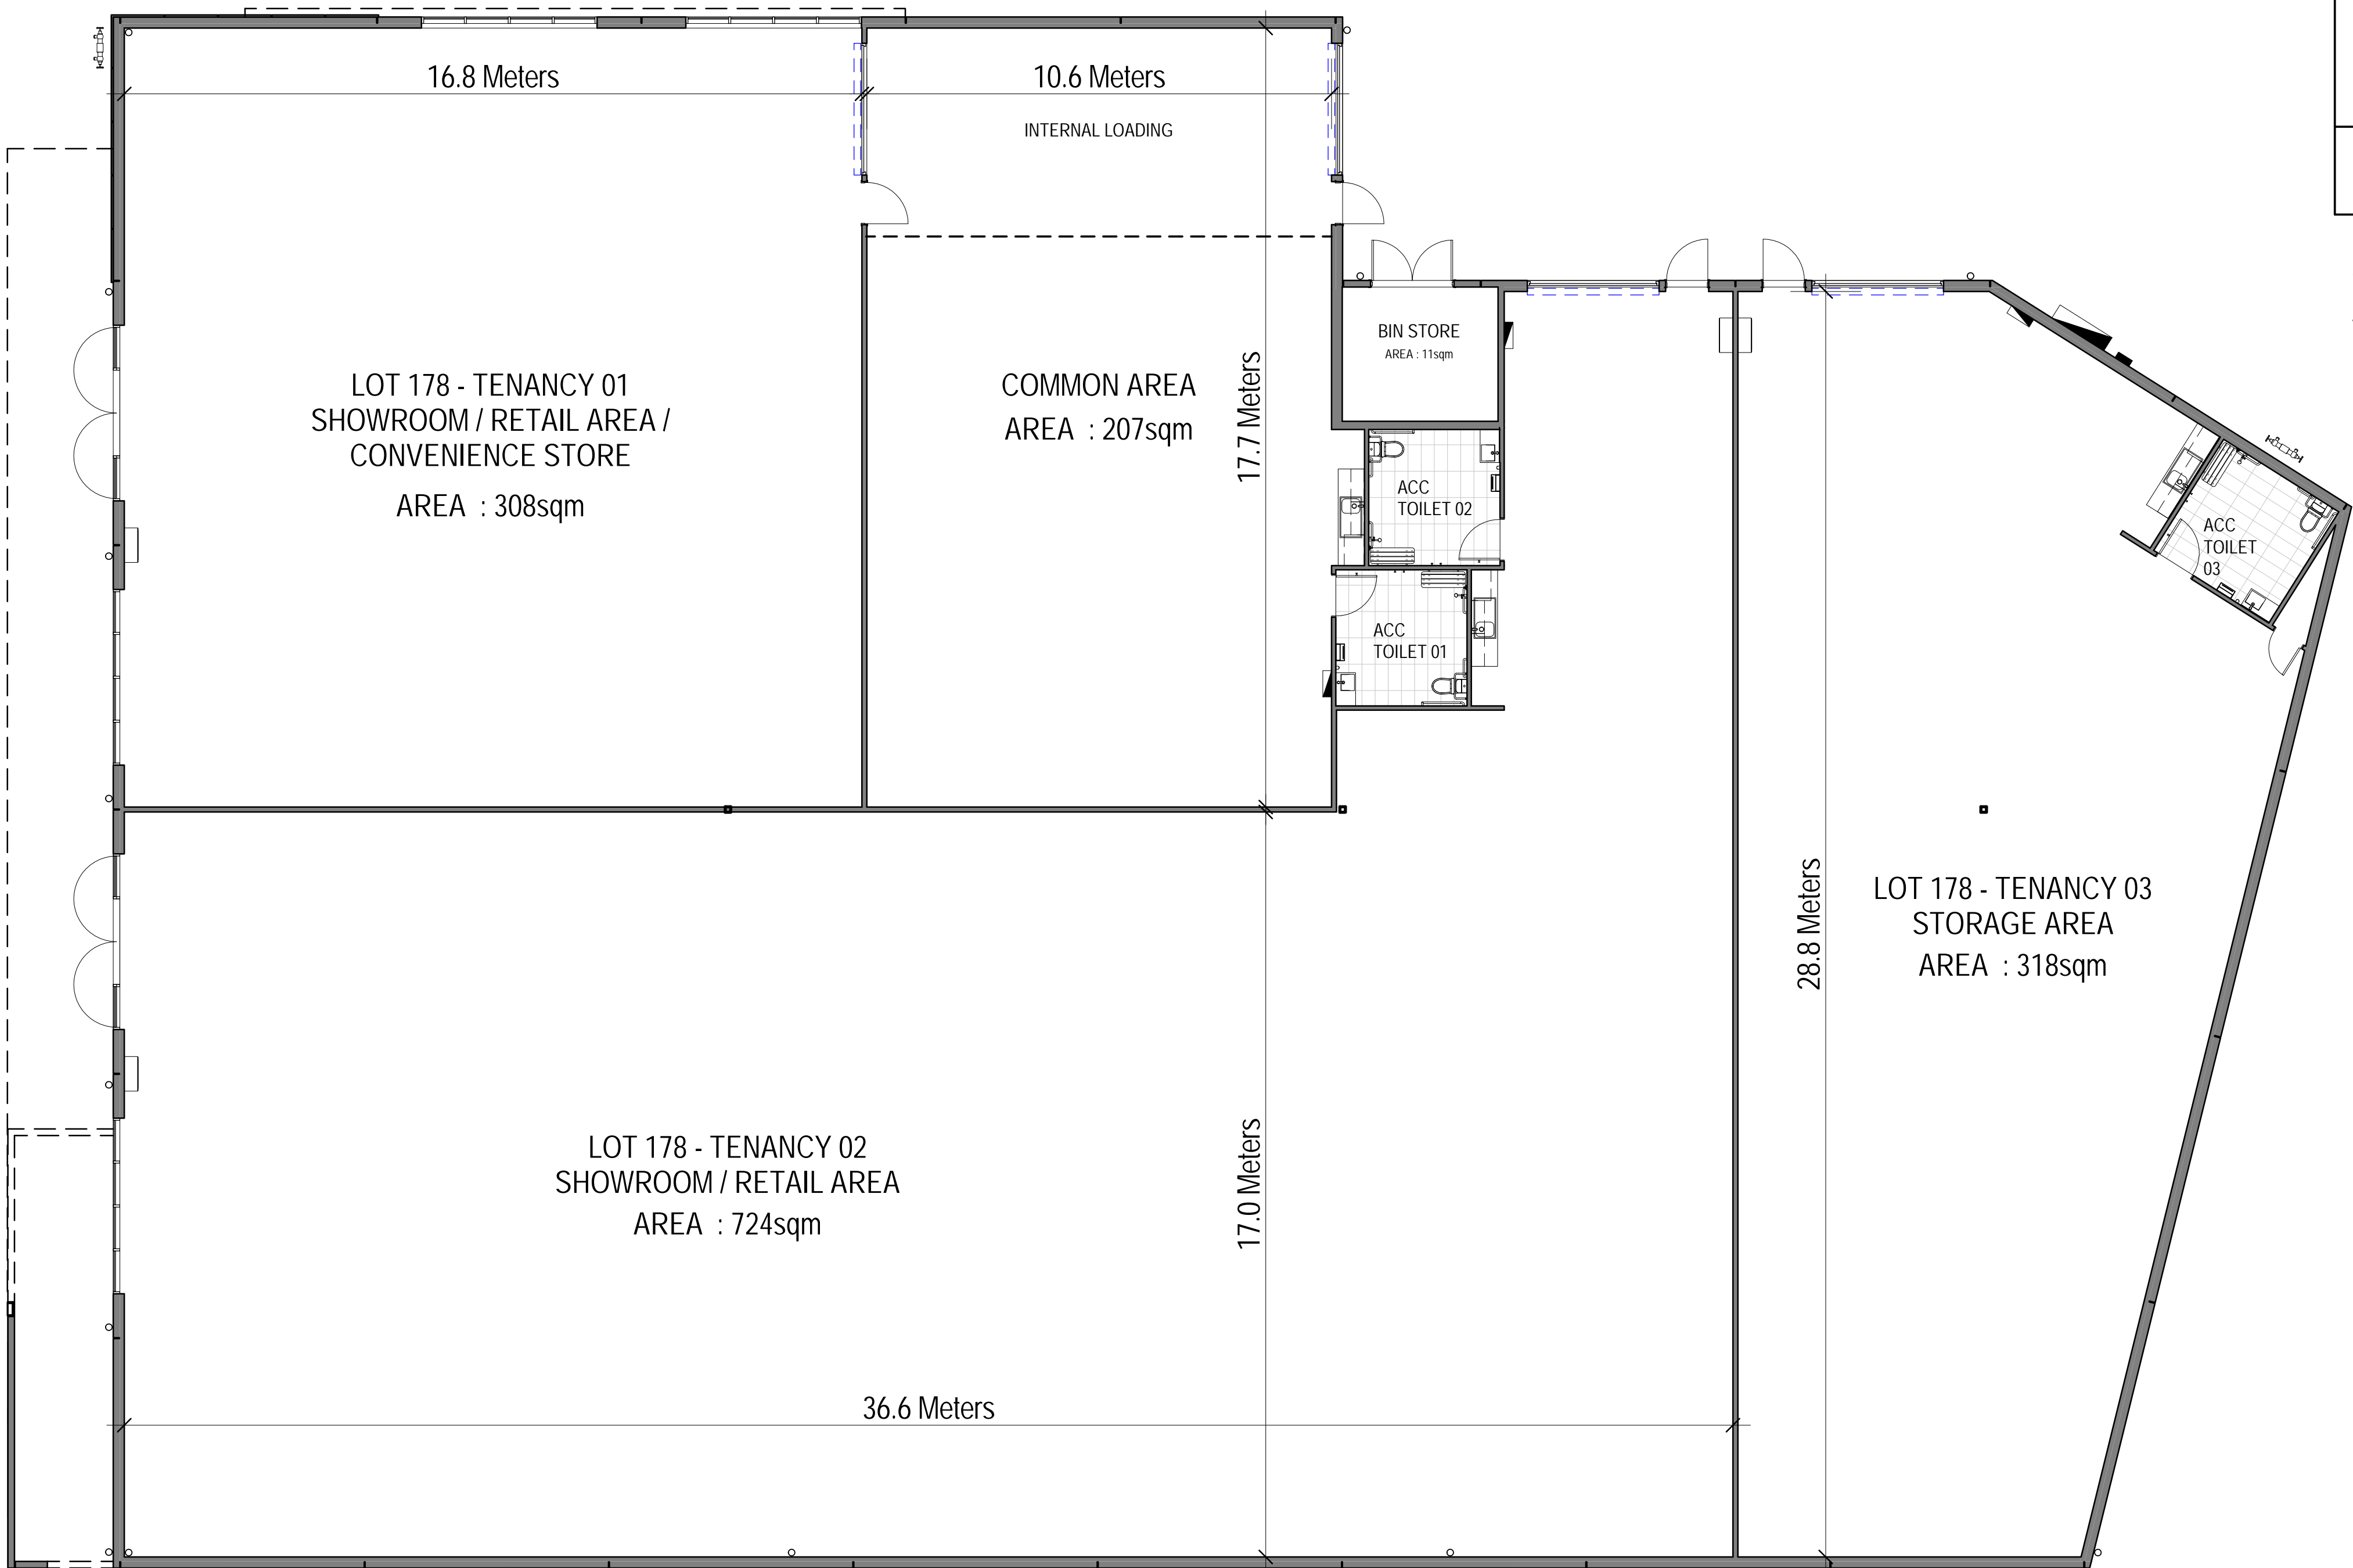 16.8 Meters
10.6 Meters
INTERNAL LOADING
LOT 178 - TENANCY 01
SHOWROOM / RETAIL AREA /
CONVENIENCE STORE
AREA : 308sqm
COMMON AREA
AREA : 207sqm
17.7 Meters
BIN STORE
AREA : 11sqm
ACC
TOILET 02
ACC
TOILET 01
ACC
TOILET
03
LOT 178 - TENANCY 03
STORAGE AREA
AREA : 318sqm
28.8 Meters
LOT 178 - TENANCY 02
SHOWROOM / RETAIL AREA
AREA : 724sqm
17.0 Meters
36.6 Meters